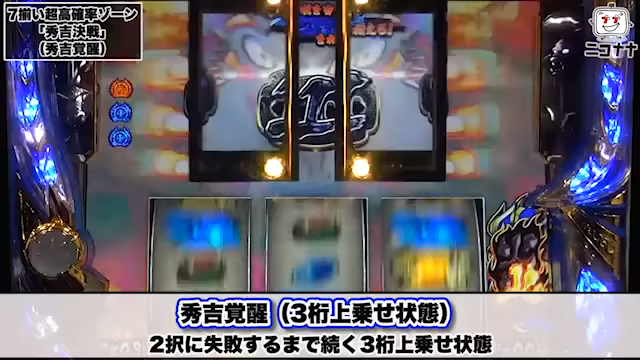 7揃い超高確率ゾーン
「秀吉決戦」
(秀吉覚醒)
ニコナナ
秀吉覚醒(3桁上乗せ状態)
2択に失敗するまで続く3桁上乗せ状態